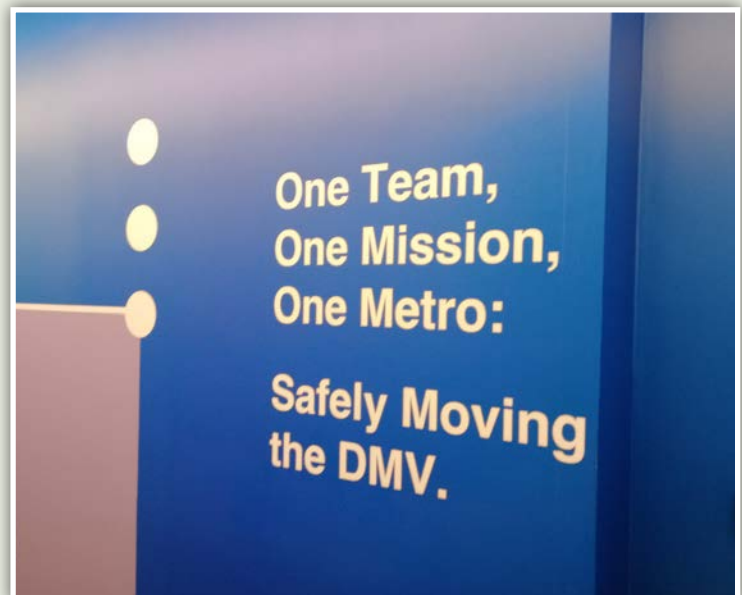 One Team,
One Mission,
One Metro:
Safely Moving
the DMV.